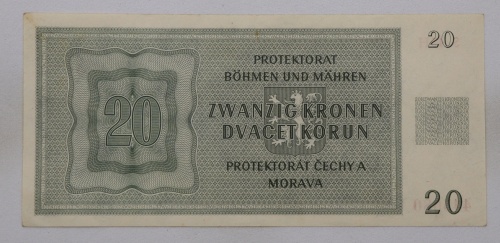 20
PROTEKTORAT
BÖHMEN UND MÄHREN
20
ZWANZIG KRONEN
DVACET KORUN
PROTEKTORÁT ČECHY A
MORAVA
20